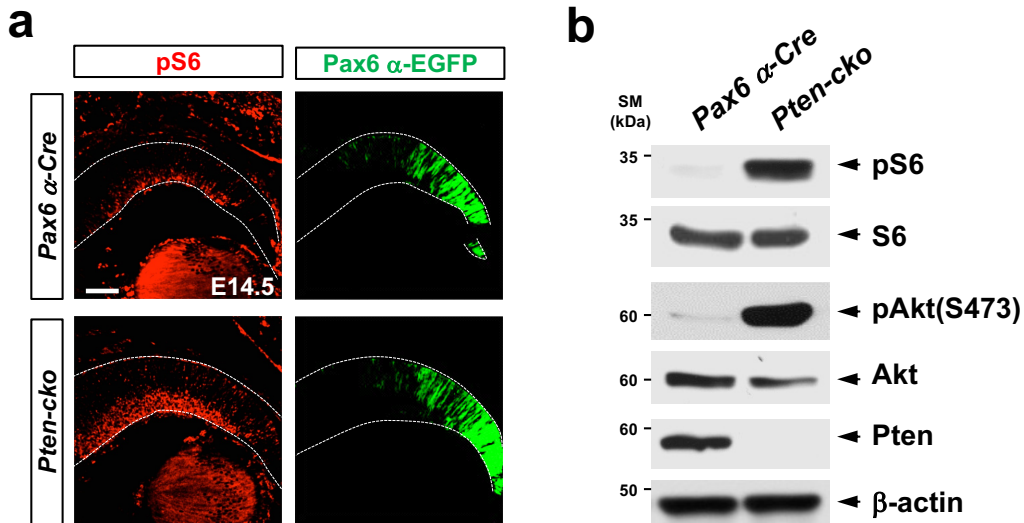 a
pS6
Pax6 α-EGFP
Pax6 α-Cre
E14.5
Pten-cko
b
SM
(kDa)
Pax6 α-Cre
Pten-cko
35
pS6
35
S6
60
pAkt(S473)
60
Akt
60
Pten
50
β-actin